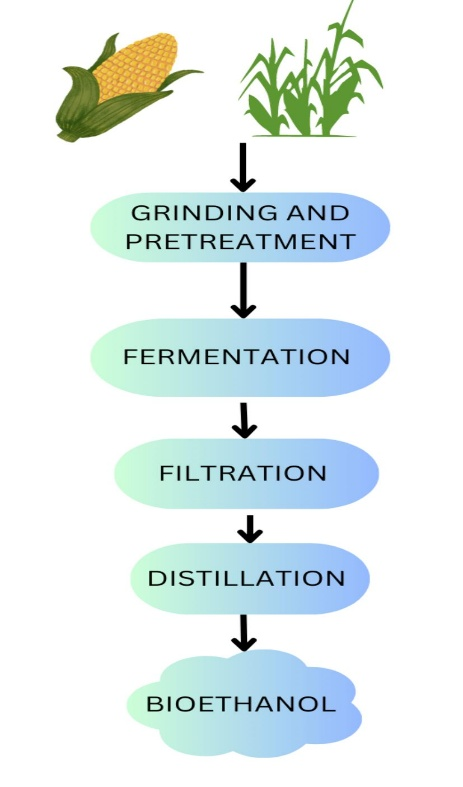 GRINDING AND
PRETREATMENT
FERMENTATION
FILTRATION
DISTILLATION
BIOETHANOL